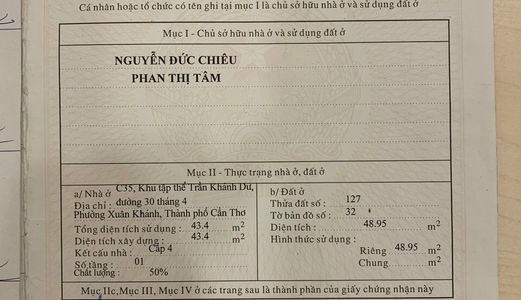 Cá nhân hoặc tổ chức có tên ghi tại mục I là chủ sở hữu nhà ở và sử dụng đất ở
Mục I - Chủ sở hữu nhà ở và sử dụng đất ở
NGUYỄN ĐỨC CHIÊU
PHAN THỊ TÂM
Mục II - Thực trạng nhà ở, đất ở
a/ Nhà ở C35, Khu tập thể Trần Khánh Dư,
Địa chỉ : đường 30 tháng 4
Phường Xuân Khánh, Thành phố Cần Thơ
Tổng diện tích sử dụng : 43.4 m2
Diện tích xây dựng : 43.4 m2
Kết cấu nhà : Cấp 4
Số tầng : 01
Chất lượng : 50%
b/ Đất ở
Thửa đất số : 127
Tờ bản đồ số : 32
Diện tích : 48.95 m2
Hình thức sử dụng :
Riêng 48.95 m2
Chung m2
Mục IIc, Mục III, Mục IV ở các trang sau là thành phần của giấy chứng nhận này